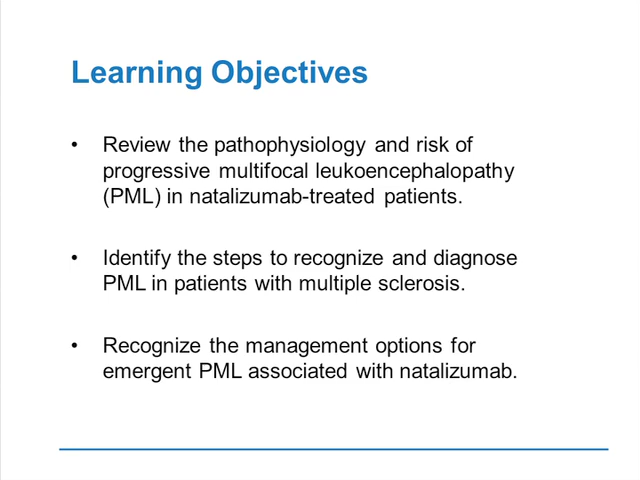 Learning Objectives
• Review the pathophysiology and risk of
progressive multifocal leukoencephalopathy
(PML) in natalizumab-treated patients.
• Identify the steps to recognize and diagnose
PML in patients with multiple sclerosis.
• Recognize the management options for
emergent PML associated with natalizumab.